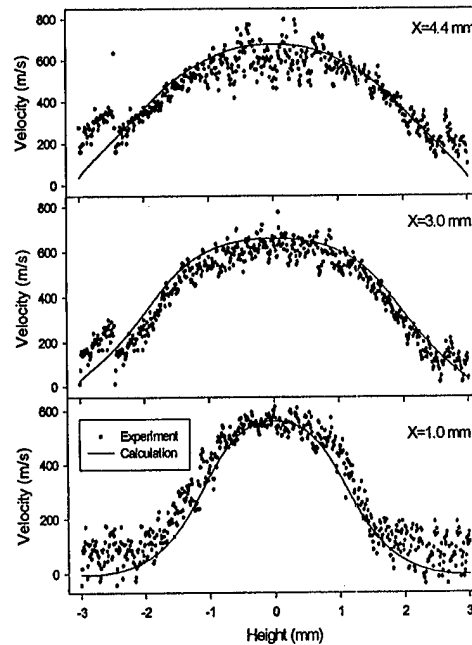 800
X=4.4 mm
600
400
200
0
Velocity (m/s)
800
X=3.0 mm
600
400
200
0
Velocity (m/s)
600
X=1.0 mm
Experiment
Calculation
400
200
0
Velocity (m/s)
-3 -2 -1 0 1 2 3
Height (mm)